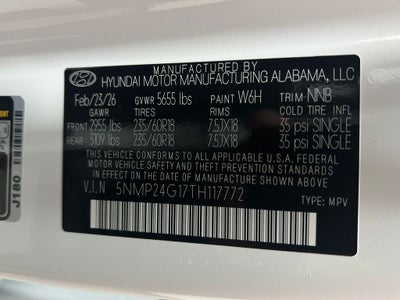 MANUFACTURED BY
HYUNDAI MOTOR MANUFACTURING ALABAMA, LLC
Feb/23/26 GVWR 5655 lbs PAINT W6H TRIM NNB
TIRES RIMS COLD TIRE INFL
FRONT 2955 lbs 235/60R18 7.5JX18 35 psi SINGLE
REAR 3109 lbs 235/60R18 7.5JX18 35 psi SINGLE
THIS VEHICLE CONFORMS TO ALL APPLICABLE U.S. FEDERAL MOTOR
VEHICLE SAFETY AND THEFT PREVENTION STANDARDS IN EFFECT
ON THE DATE OF MANUFACTURE SHOWN ABOVE.
V.I.N 5NMP24G17TH117772
TYPE: MPV
J180